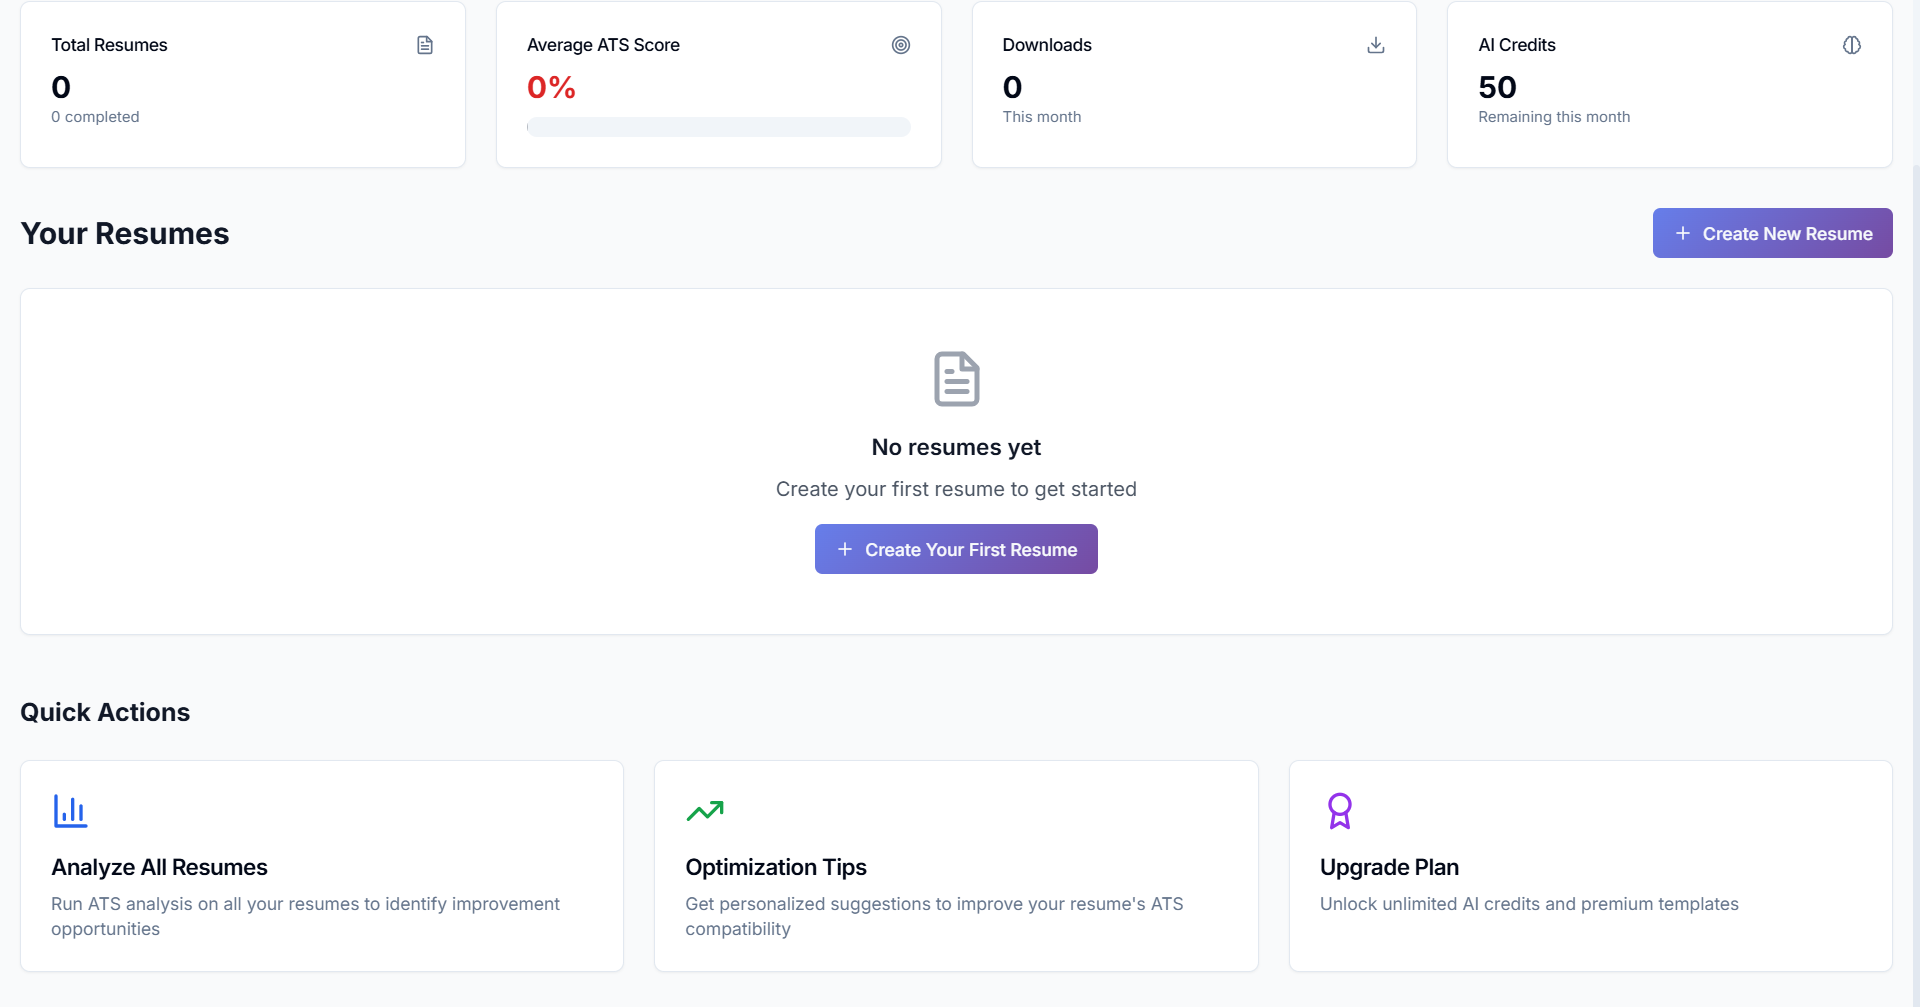 Total Resumes
0
0 completed
Average ATS Score
0%
Downloads
0
This month
AI Credits
50
Remaining this month
Your Resumes
Create New Resume
No resumes yet
Create your first resume to get started
Create Your First Resume
Quick Actions
Analyze All Resumes
Run ATS analysis on all your resumes to identify improvement
opportunities
Optimization Tips
Get personalized suggestions to improve your resume's ATS
compatibility
Upgrade Plan
Unlock unlimited AI credits and premium templates